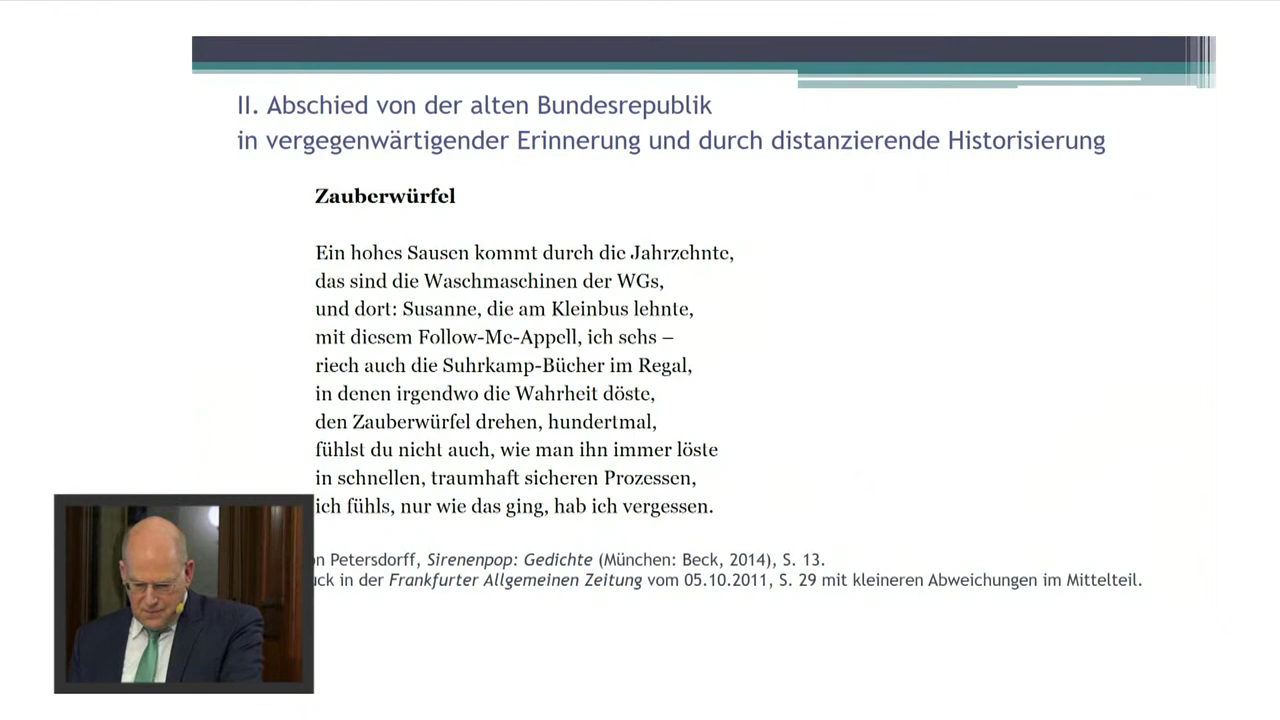 II. Abschied von der alten Bundesrepublik
in vergegenwärtigender Erinnerung und durch distanzierende Historisierung
Zauberwürfel
Ein hohes Sausen kommt durch die Jahrzehnte,
das sind die Waschmaschinen der WGs,
und dort: Susanne, die am Kleinbus lehnte,
mit diesem Follow-Me-Appell, ich sehs –
riech auch die Suhrkamp-Bücher im Regal,
in denen irgendwo die Wahrheit döste,
den Zauberwürfel drehen, hundertmal,
fühlst du nicht auch, wie man ihn immer löste
in schnellen, traumhaft sicheren Prozessen,
ich fühls, nur wie das ging, hab ich vergessen.
Petersdorff, Sirenenpop: Gedichte (München: Beck, 2014), S. 13.
in der Frankfurter Allgemeinen Zeitung vom 05.10.2011, S. 29 mit kleineren Abweichungen im Mittelteil.